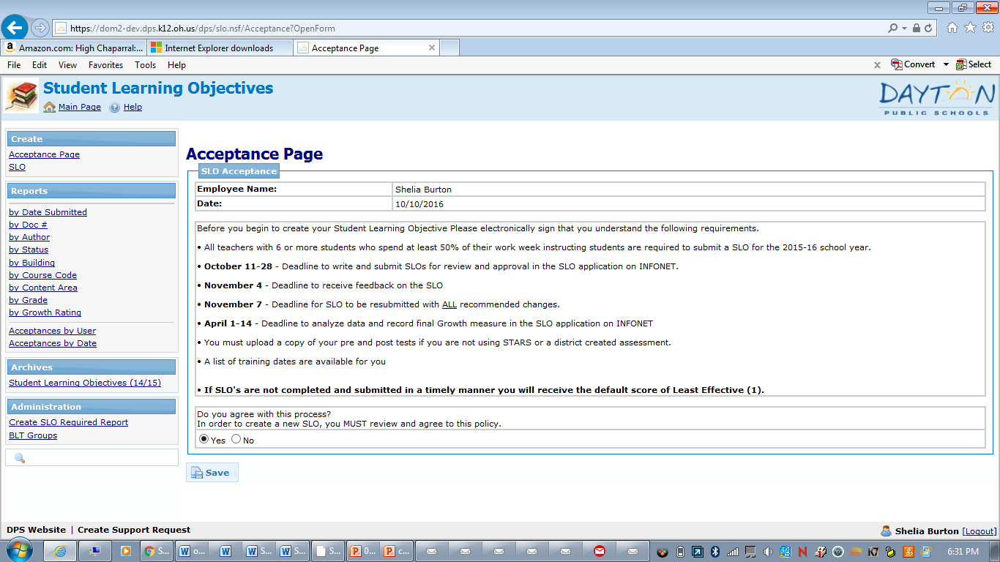 https://dom2-dev.dps.k12.oh.us/dps/slo.nsf/Acceptance?OpenForm
Amazon.com: High Chaparral:...
Internet Explorer downloads
Acceptance Page
File Edit View Favorites Tools Help
Convert
Select
Student Learning Objectives
Main Page Help
DAYTON
PUBLIC SCHOOLS
Create
Acceptance Page
SLO
Reports
by Date Submitted
by Doc #
by Author
by Status
by Building
by Course Code
by Content Area
by Grade
by Growth Rating
Acceptances by User
Acceptances by Date
Archives
Student Learning Objectives (14/15)
Administration
Create SLO Required Report
BLT Groups
Acceptance Page
SLO Acceptance
Employee Name: Shelia Burton
Date: 10/10/2016
Before you begin to create your Student Learning Objective Please electronically sign that you understand the following requirements.
• All teachers with 6 or more students who spend at least 50% of their work week instructing students are required to submit a SLO for the 2015-16 school year.
• October 11-28 - Deadline to write and submit SLOs for review and approval in the SLO application on INFONET.
• November 4 - Deadline to receive feedback on the SLO
• November 7 - Deadline for SLO to be resubmitted with ALL recommended changes.
• April 1-14 - Deadline to analyze data and record final Growth measure in the SLO application on INFONET
• You must upload a copy of your pre and post tests if you are not using STARS or a district created assessment.
• A list of training dates are available for you
• If SLO's are not completed and submitted in a timely manner you will receive the default score of Least Effective (1).
Do you agree with this process?
In order to create a new SLO, you MUST review and agree to this policy.
Yes No
Save
DPS Website | Create Support Request
Shelia Burton [Logout]
S... o... S... S... S... 0... c...
6:31 PM